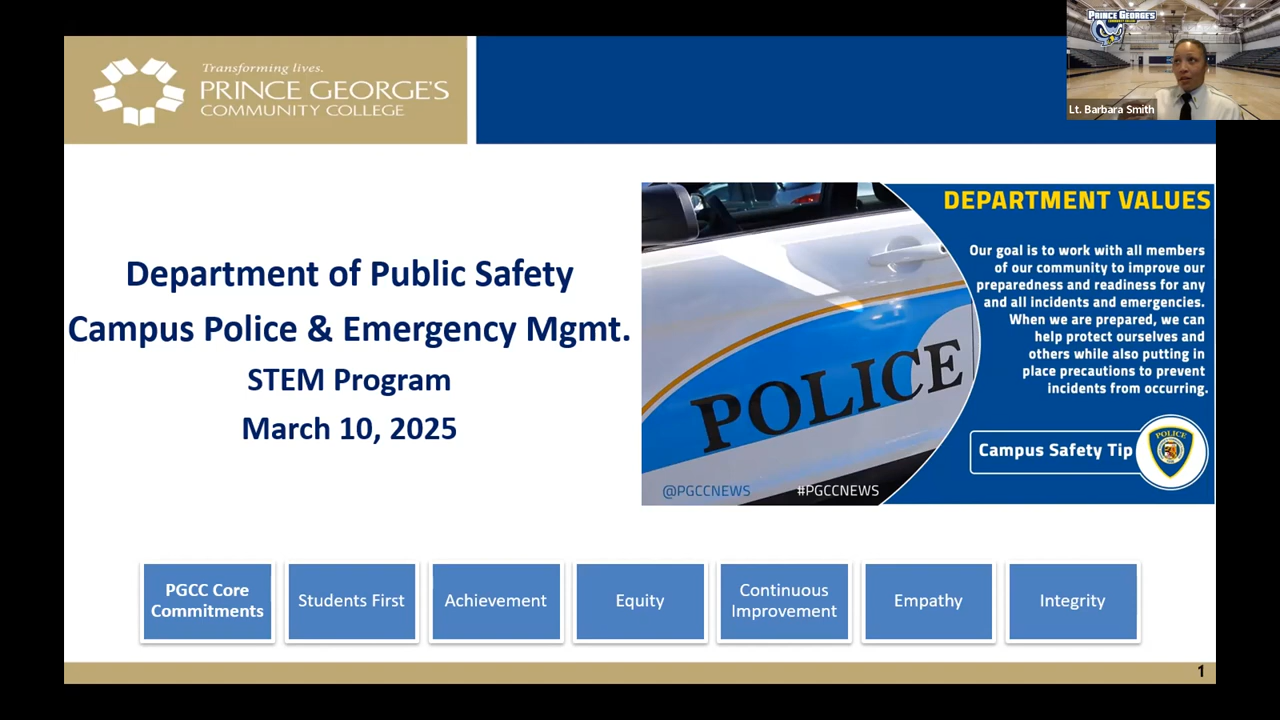 Transforming lives.
PRINCE GEORGE'S
COMMUNITY COLLEGE
PRINCE GEORGE'S
Lt. Barbara Smith
Department of Public Safety
Campus Police & Emergency Mgmt.
STEM Program
March 10, 2025
POLICE
@PGCCNEWS
#PGCCNEWS
DEPARTMENT VALUES
Our goal is to work with all members
of our community to improve our
preparedness and readiness for any
and all incidents and emergencies.
When we are prepared, we can
help protect ourselves and
others while also putting in
place precautions to prevent
incidents from occurring.
Campus Safety Tip
POLICE
PGCC Core
Commitments
Students First
Achievement
Equity
Continuous
Improvement
Empathy
Integrity
1